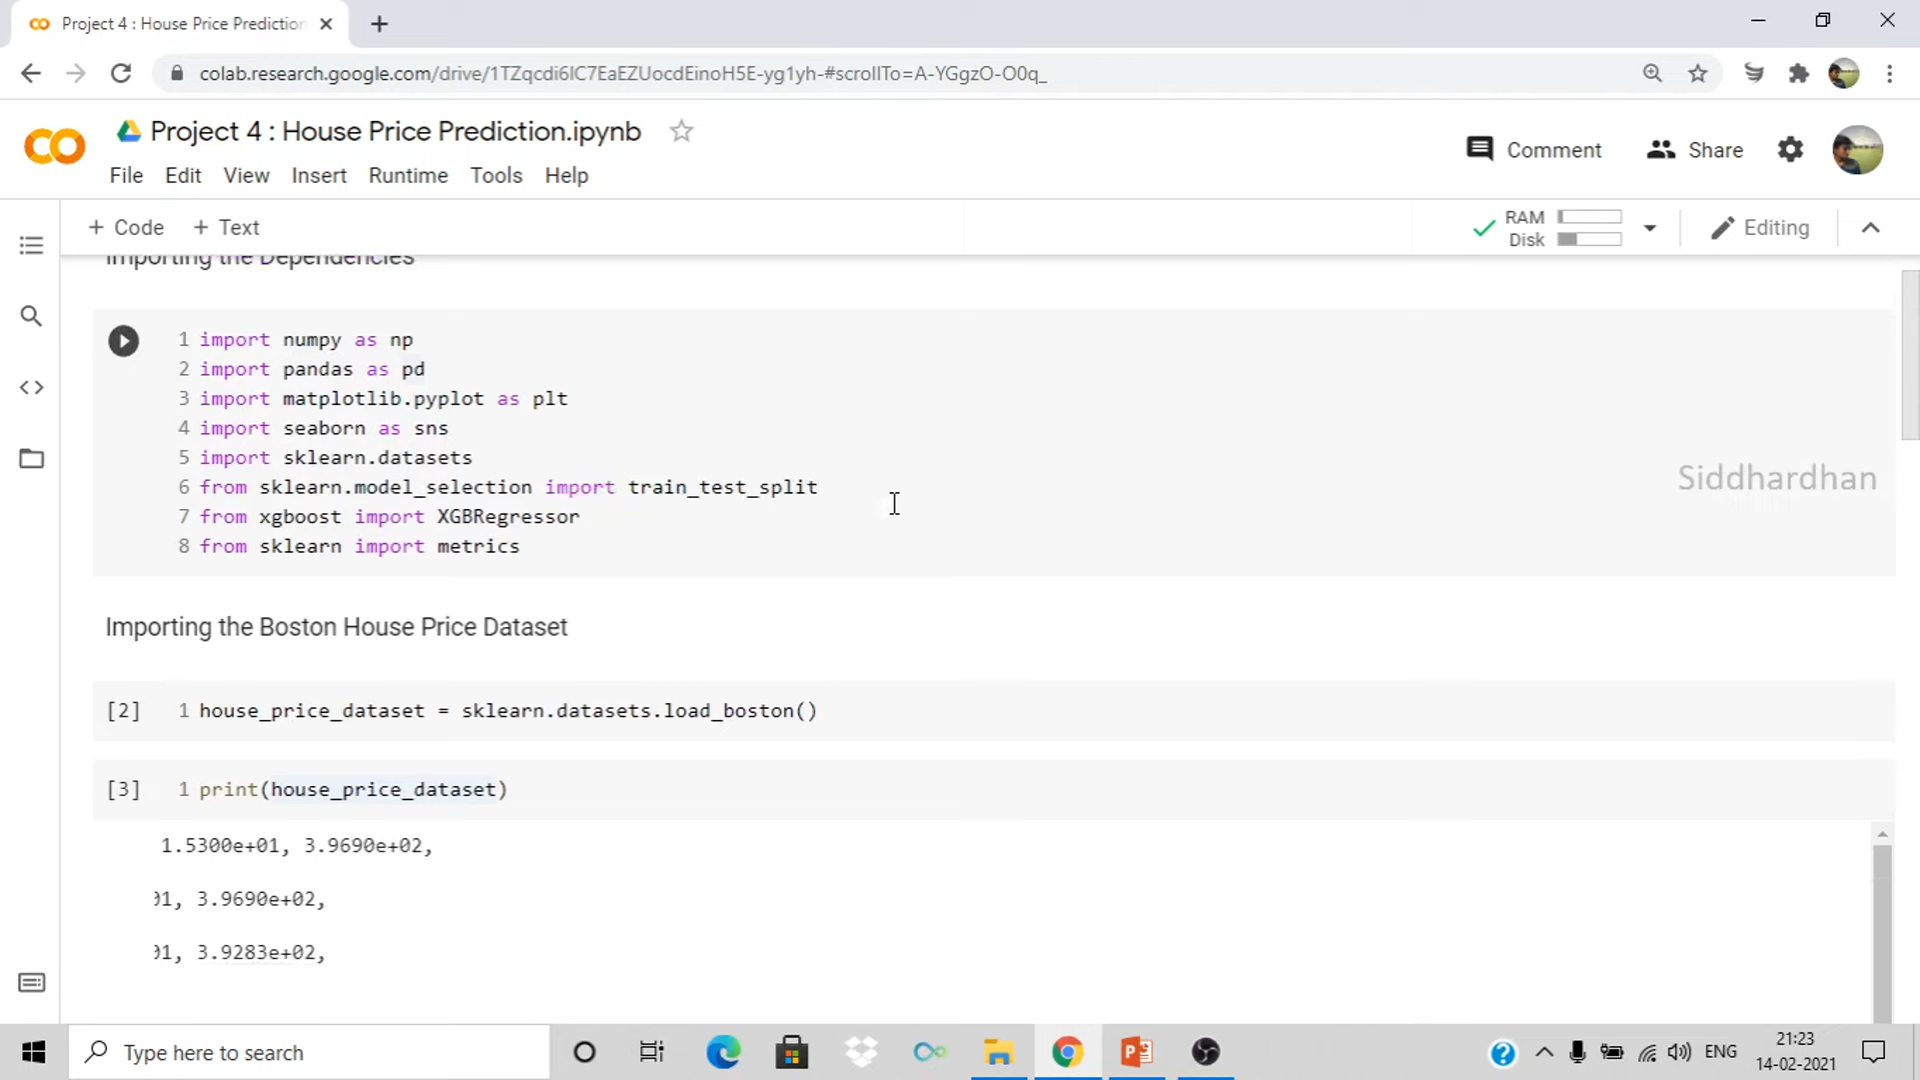 Project 4 : House Price Prediction
colab.research.google.com/drive/1TZqcdi6IC7EaEZUocdEinoH5E-yg1yh-#scrollTo=A-YGgzO-O0q_
Project 4 : House Price Prediction.ipynb
Comment
Share
File Edit View Insert Runtime Tools Help
+ Code + Text
RAM
Disk
Editing
Importing the Dependencies
1 import numpy as np
2 import pandas as pd
3 import matplotlib.pyplot as plt
4 import seaborn as sns
5 import sklearn.datasets
6 from sklearn.model_selection import train_test_split
7 from xgboost import XGBRegressor
8 from sklearn import metrics
Siddhardhan
Importing the Boston House Price Dataset
[2] 1 house_price_dataset = sklearn.datasets.load_boston()
[3] 1 print(house_price_dataset)
1.5300e+01, 3.9690e+02,
01, 3.9690e+02,
01, 3.9283e+02,
Type here to search
ENG
21:23
14-02-2021